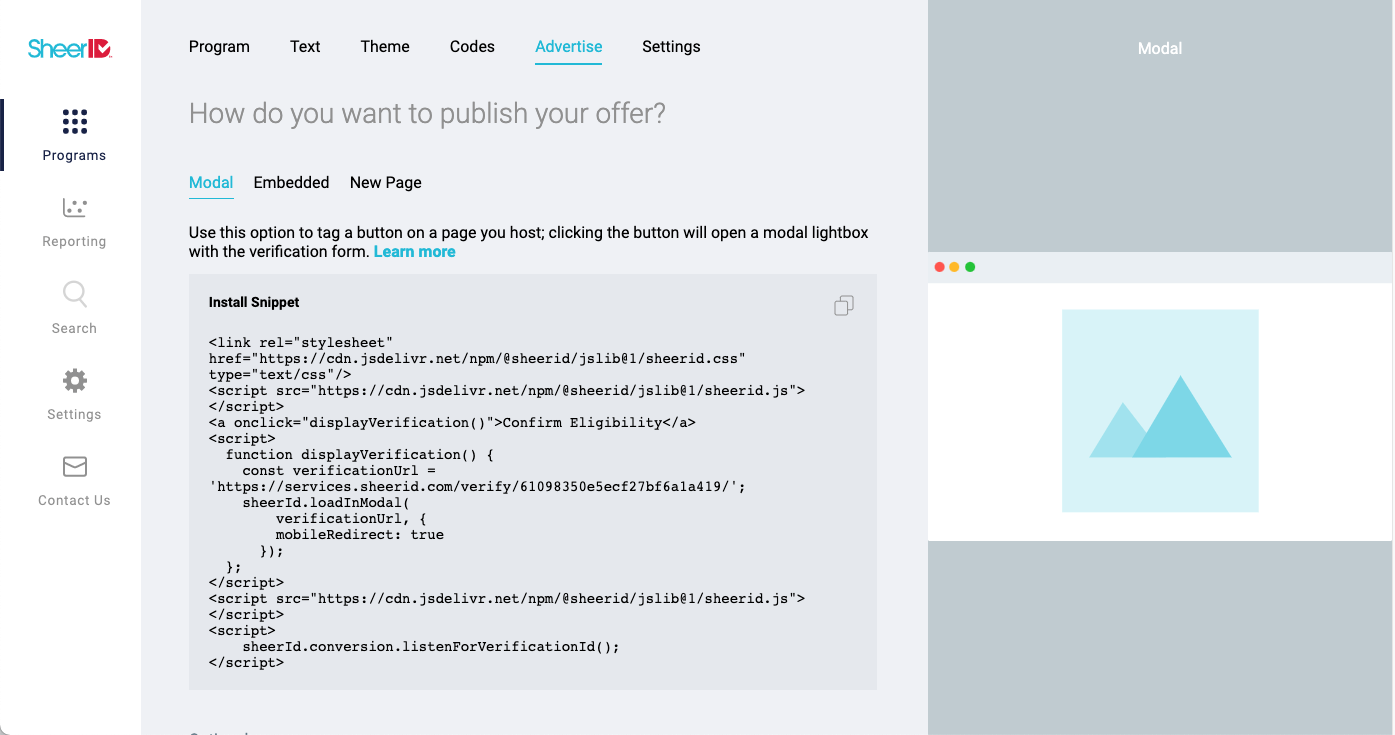 SheerID
Programs
Reporting
Search
Settings
Contact Us
Program Text Theme Codes Advertise Settings
How do you want to publish your offer?
Modal Embedded New Page
Use this option to tag a button on a page you host; clicking the button will open a modal lightbox
with the verification form. Learn more
Install Snippet
<link rel="stylesheet"
href="https://cdn.jsdelivr.net/npm/@sheerid/jslib@1/sheerid.css"
type="text/css"/>
<script src="https://cdn.jsdelivr.net/npm/@sheerid/jslib@1/sheerid.js">
</script>
<a onclick="displayVerification()">Confirm Eligibility</a>
<script>
  function displayVerification() {
    const verificationUrl =
'https://services.sheerid.com/verify/61098350e5ecf27bf6a1a419/';
    sheerId.loadInModal(
        verificationUrl, {
        mobileRedirect: true
      });
  };
</script>
<script src="https://cdn.jsdelivr.net/npm/@sheerid/jslib@1/sheerid.js">
</script>
<script>
    sheerId.conversion.listenForVerificationId();
</script>
Modal